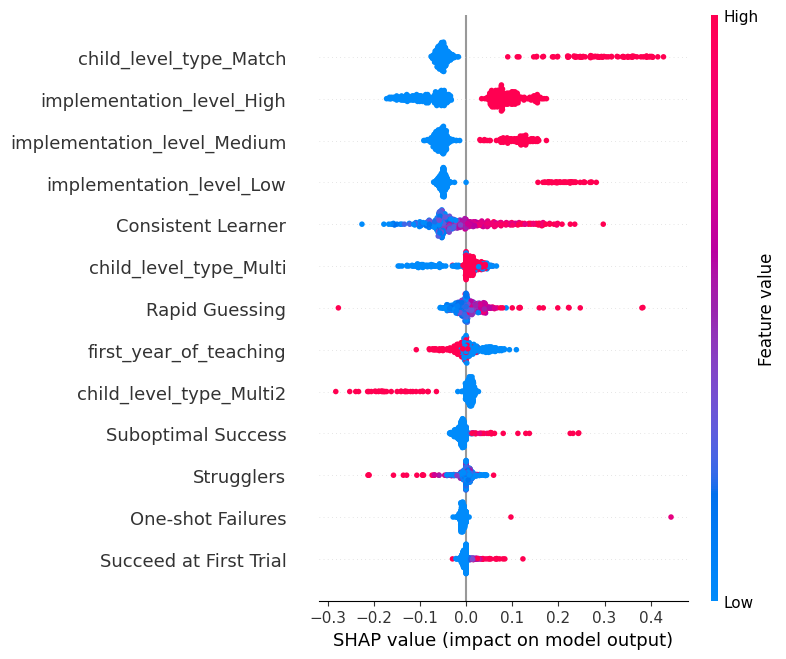 High
child_level_type_Match
implementation_level_High
implementation_level_Medium
implementation_level_Low
Consistent Learner
child_level_type_Multi
Rapid Guessing
first_year_of_teaching
child_level_type_Multi2
Suboptimal Success
Strugglers
One-shot Failures
Succeed at First Trial
Feature value
Low
−0.3 −0.2 −0.1 0.0 0.1 0.2 0.3 0.4
SHAP value (impact on model output)